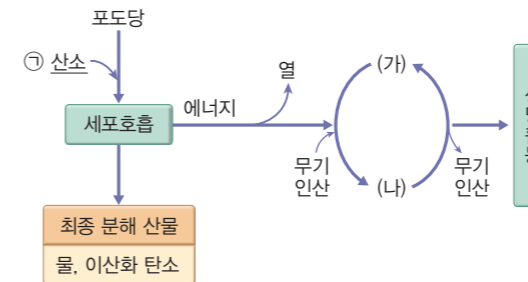 포도당
㉠ 산소
열
(가)
에너지
세포호흡
무기
인산
(나)
무기
인산
최종 분해 산물
물, 이산화 탄소